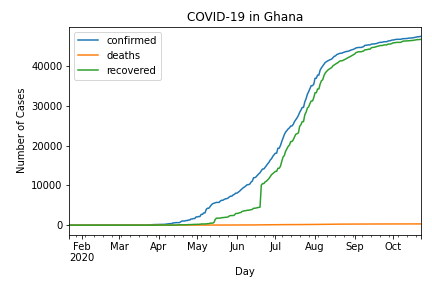 COVID-19 in Ghana
confirmed
deaths
recovered
Number of Cases
40000
30000
20000
10000
0
Feb Mar Apr May Jun Jul Aug Sep Oct
2020
Day